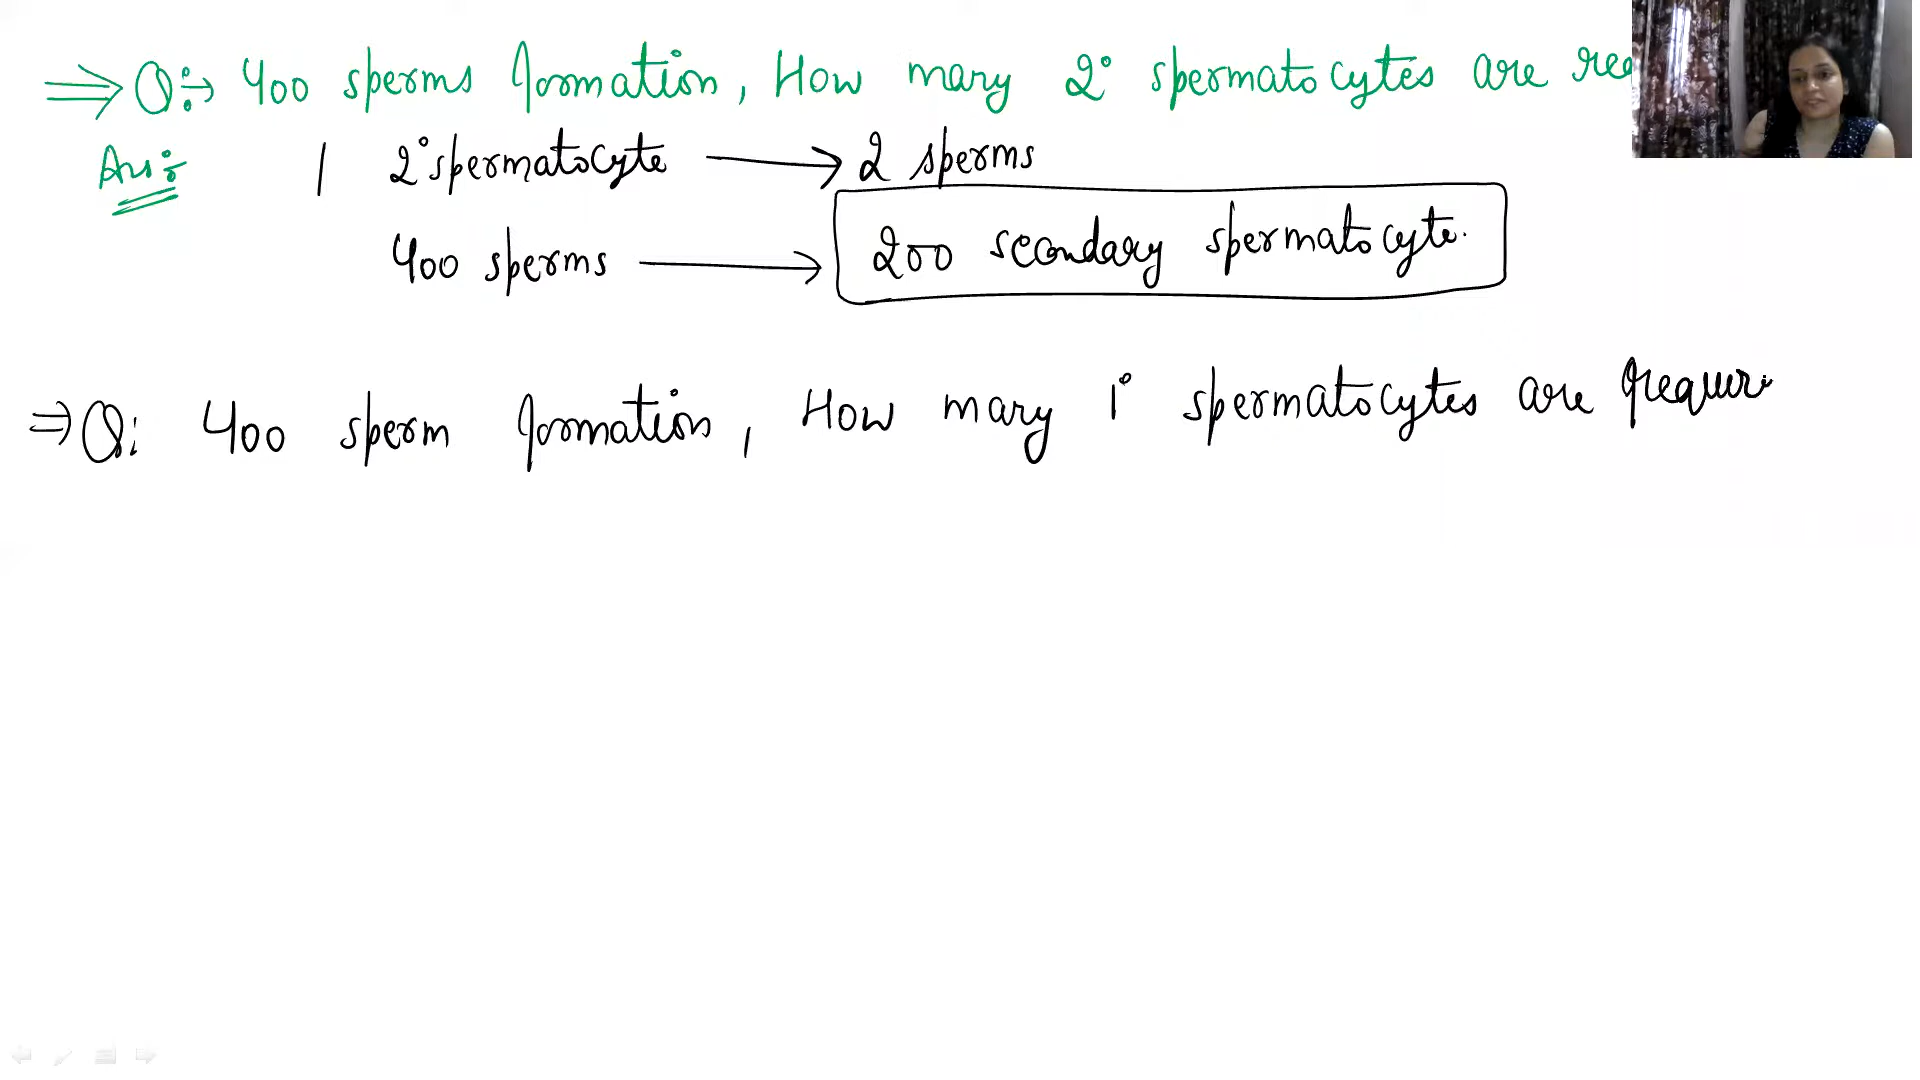 ⇒ Q:→ 400 sperms formation, How many 2° spermatocytes are req
Ans:
1 2° spermatocyte → 2 sperms
400 sperms → 200 secondary spermatocyte.
⇒ Q: 400 sperm formation, How many 1° spermatocytes are requir